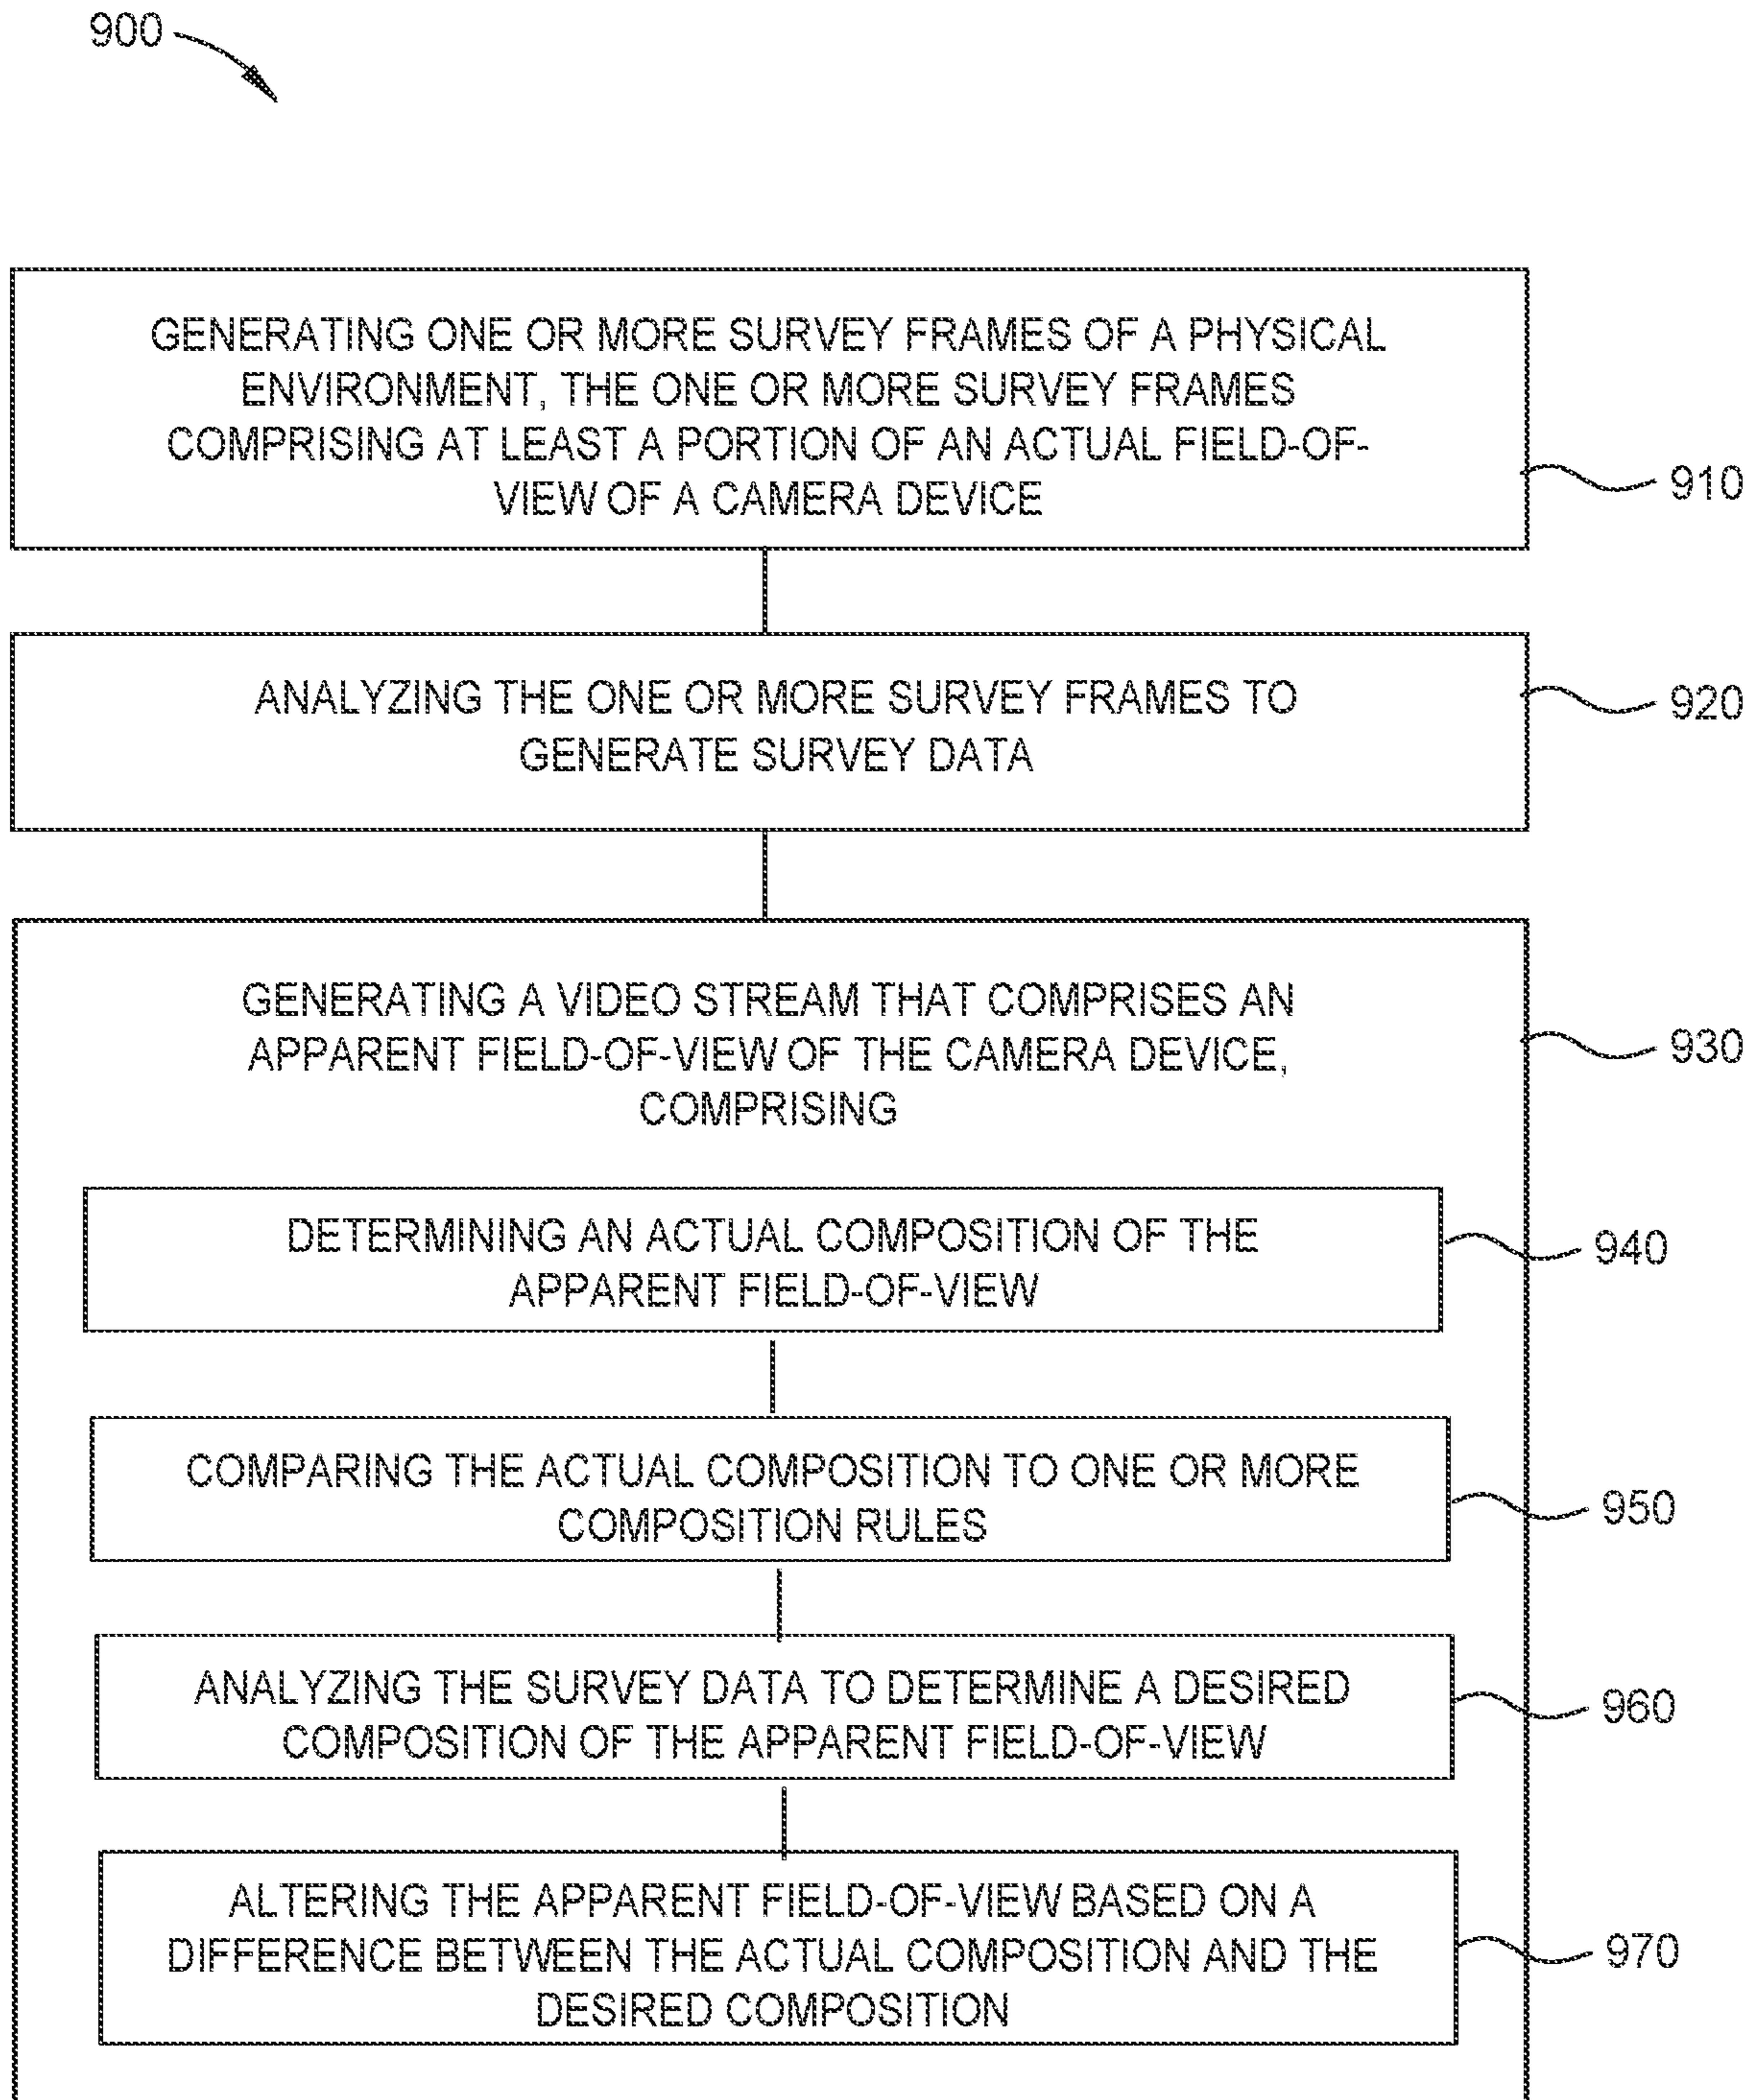 900
GENERATING ONE OR MORE SURVEY FRAMES OF A PHYSICAL
ENVIRONMENT, THE ONE OR MORE SURVEY FRAMES
COMPRISING AT LEAST A PORTION OF AN ACTUAL FIELD-OF-
VIEW OF A CAMERA DEVICE
910
ANALYZING THE ONE OR MORE SURVEY FRAMES TO
GENERATE SURVEY DATA
920
GENERATING A VIDEO STREAM THAT COMPRISES AN
APPARENT FIELD-OF-VIEW OF THE CAMERA DEVICE,
COMPRISING
930
DETERMINING AN ACTUAL COMPOSITION OF THE
APPARENT FIELD-OF-VIEW
940
COMPARING THE ACTUAL COMPOSITION TO ONE OR MORE
COMPOSITION RULES
950
ANALYZING THE SURVEY DATA TO DETERMINE A DESIRED
COMPOSITION OF THE APPARENT FIELD-OF-VIEW
960
ALTERING THE APPARENT FIELD-OF-VIEW BASED ON A
DIFFERENCE BETWEEN THE ACTUAL COMPOSITION AND THE
DESIRED COMPOSITION
970